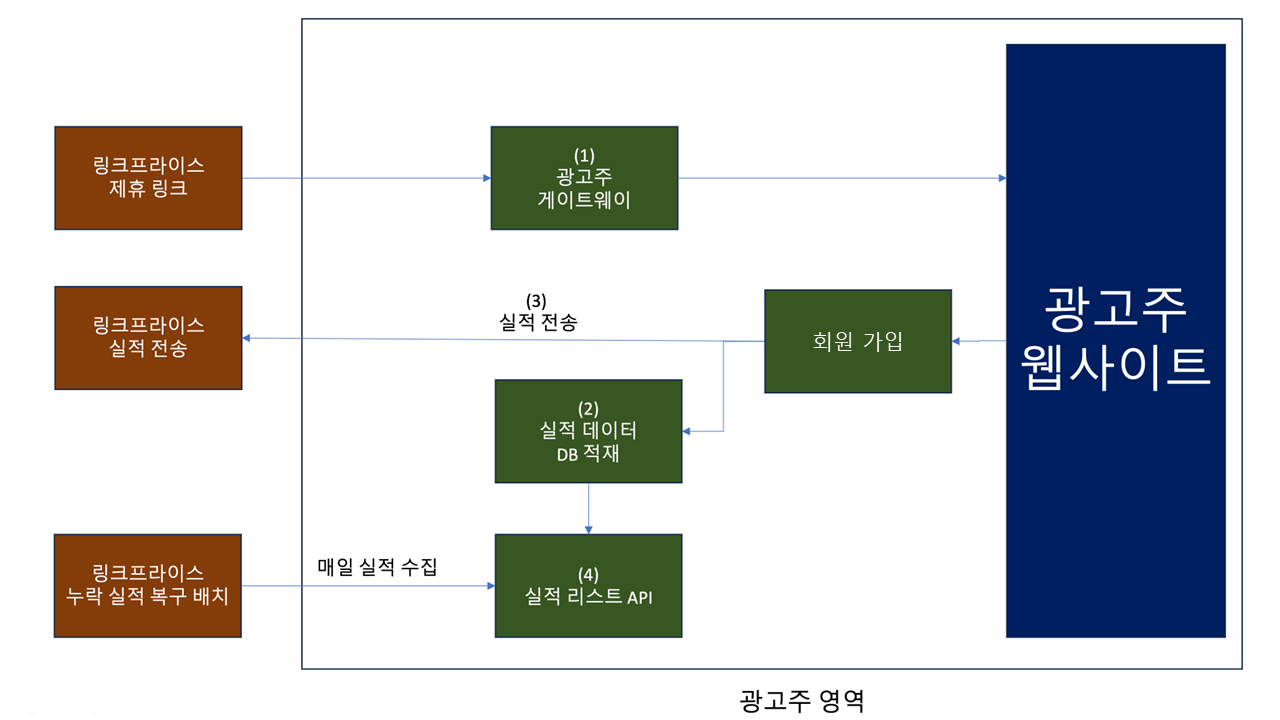 링크프라이스
제휴 링크
(1)
광고주
게이트웨이
광고주
웹사이트
링크프라이스
실적 전송
(3)
실적 전송
회원 가입
(2)
실적 데이터
DB 적재
링크프라이스
누락 실적 복구 배치
매일 실적 수집
(4)
실적 리스트 API
광고주 영역